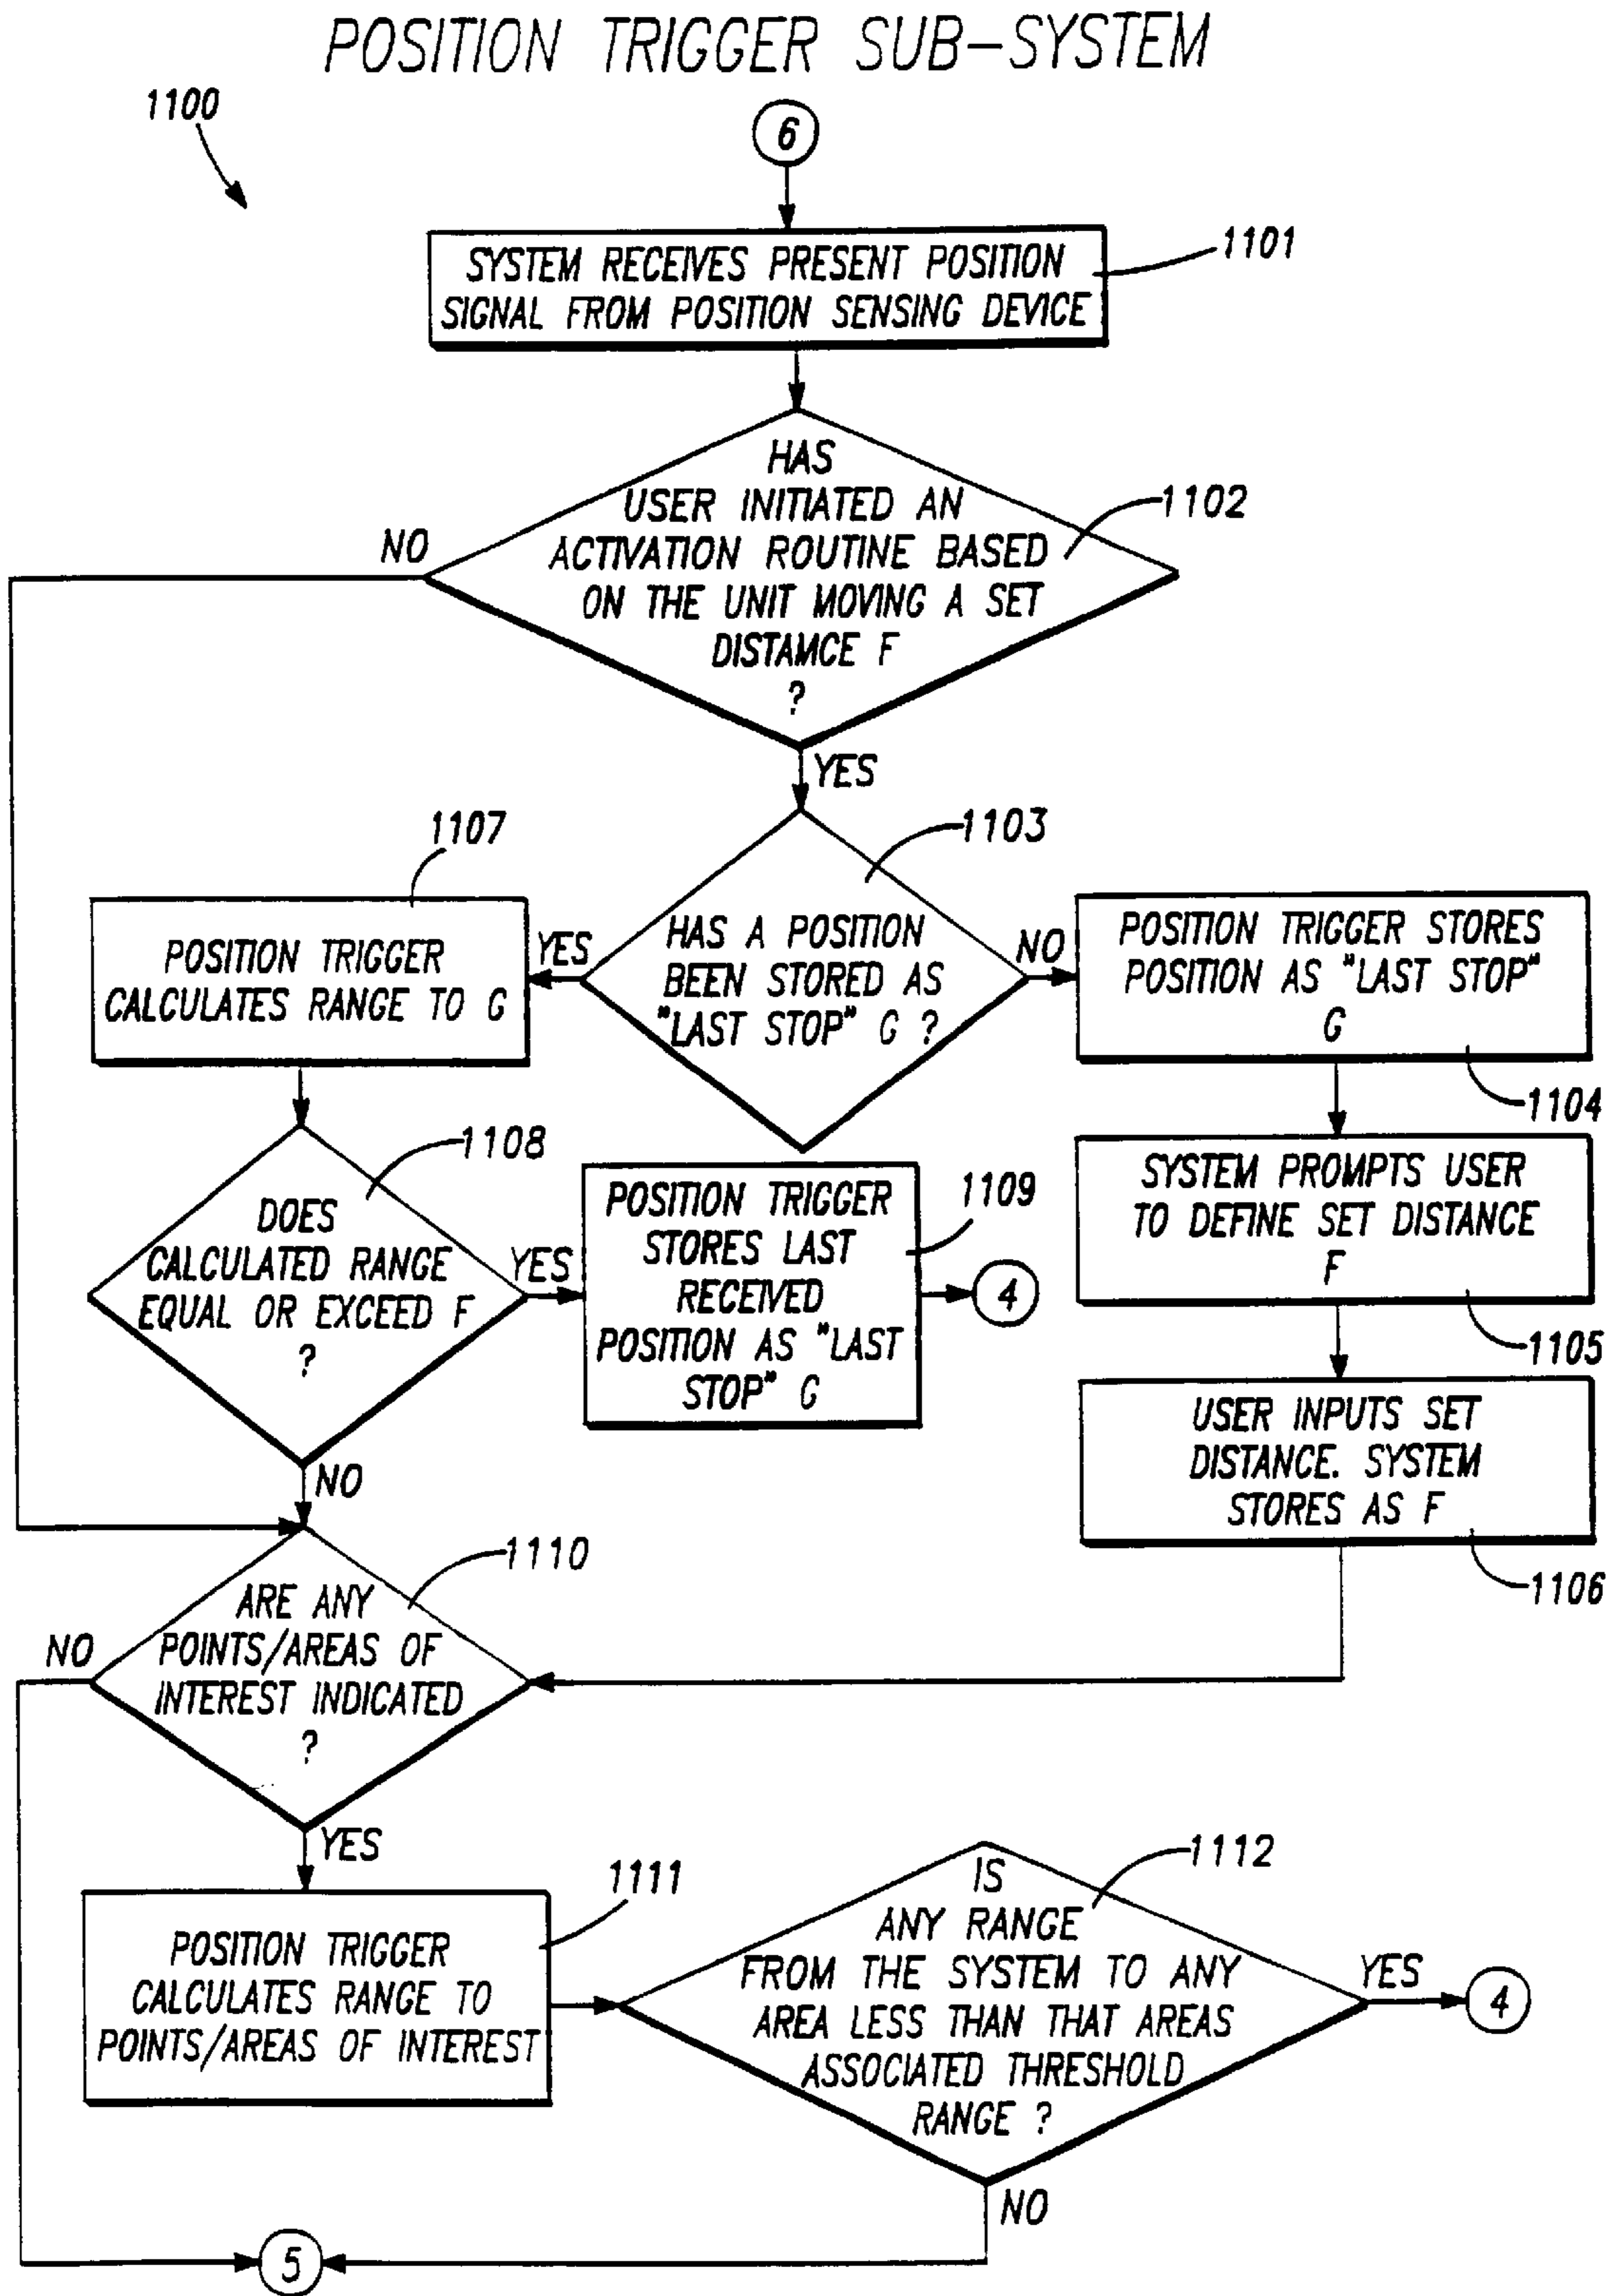 POSITION TRIGGER SUB-SYSTEM
1100
6
SYSTEM RECEIVES PRESENT POSITION
SIGNAL FROM POSITION SENSING DEVICE
1101
HAS
USER INITIATED AN
ACTIVATION ROUTINE BASED
ON THE UNIT MOVING A SET
DISTAMCE F
?
1102
NO
YES
1103
HAS A POSITION
BEEN STORED AS
"LAST STOP" G ?
YES
NO
1107
POSITION TRIGGER
CALCULATES RANGE TO G
POSITION TRIGGER STORES
POSITION AS "LAST STOP"
G
1104
1108
DOES
CALCULATED RANGE
EQUAL OR EXCEED F
?
YES
NO
POSITION TRIGGER
STORES LAST
RECEIVED
POSITION AS "LAST
STOP" G
1109
4
SYSTEM PROMPTS USER
TO DEFINE SET DISTANCE
F
1105
USER INPUTS SET
DISTANCE. SYSTEM
STORES AS F
1106
1110
ARE ANY
POINTS/AREAS OF
INTEREST INDICATED
?
NO
YES
1111
POSITION TRIGGER
CALCULATES RANGE TO
POINTS/AREAS OF INTEREST
1112
IS
ANY RANGE
FROM THE SYSTEM TO ANY
AREA LESS THAN THAT AREAS
ASSOCIATED THRESHOLD
RANGE ?
YES
4
NO
5